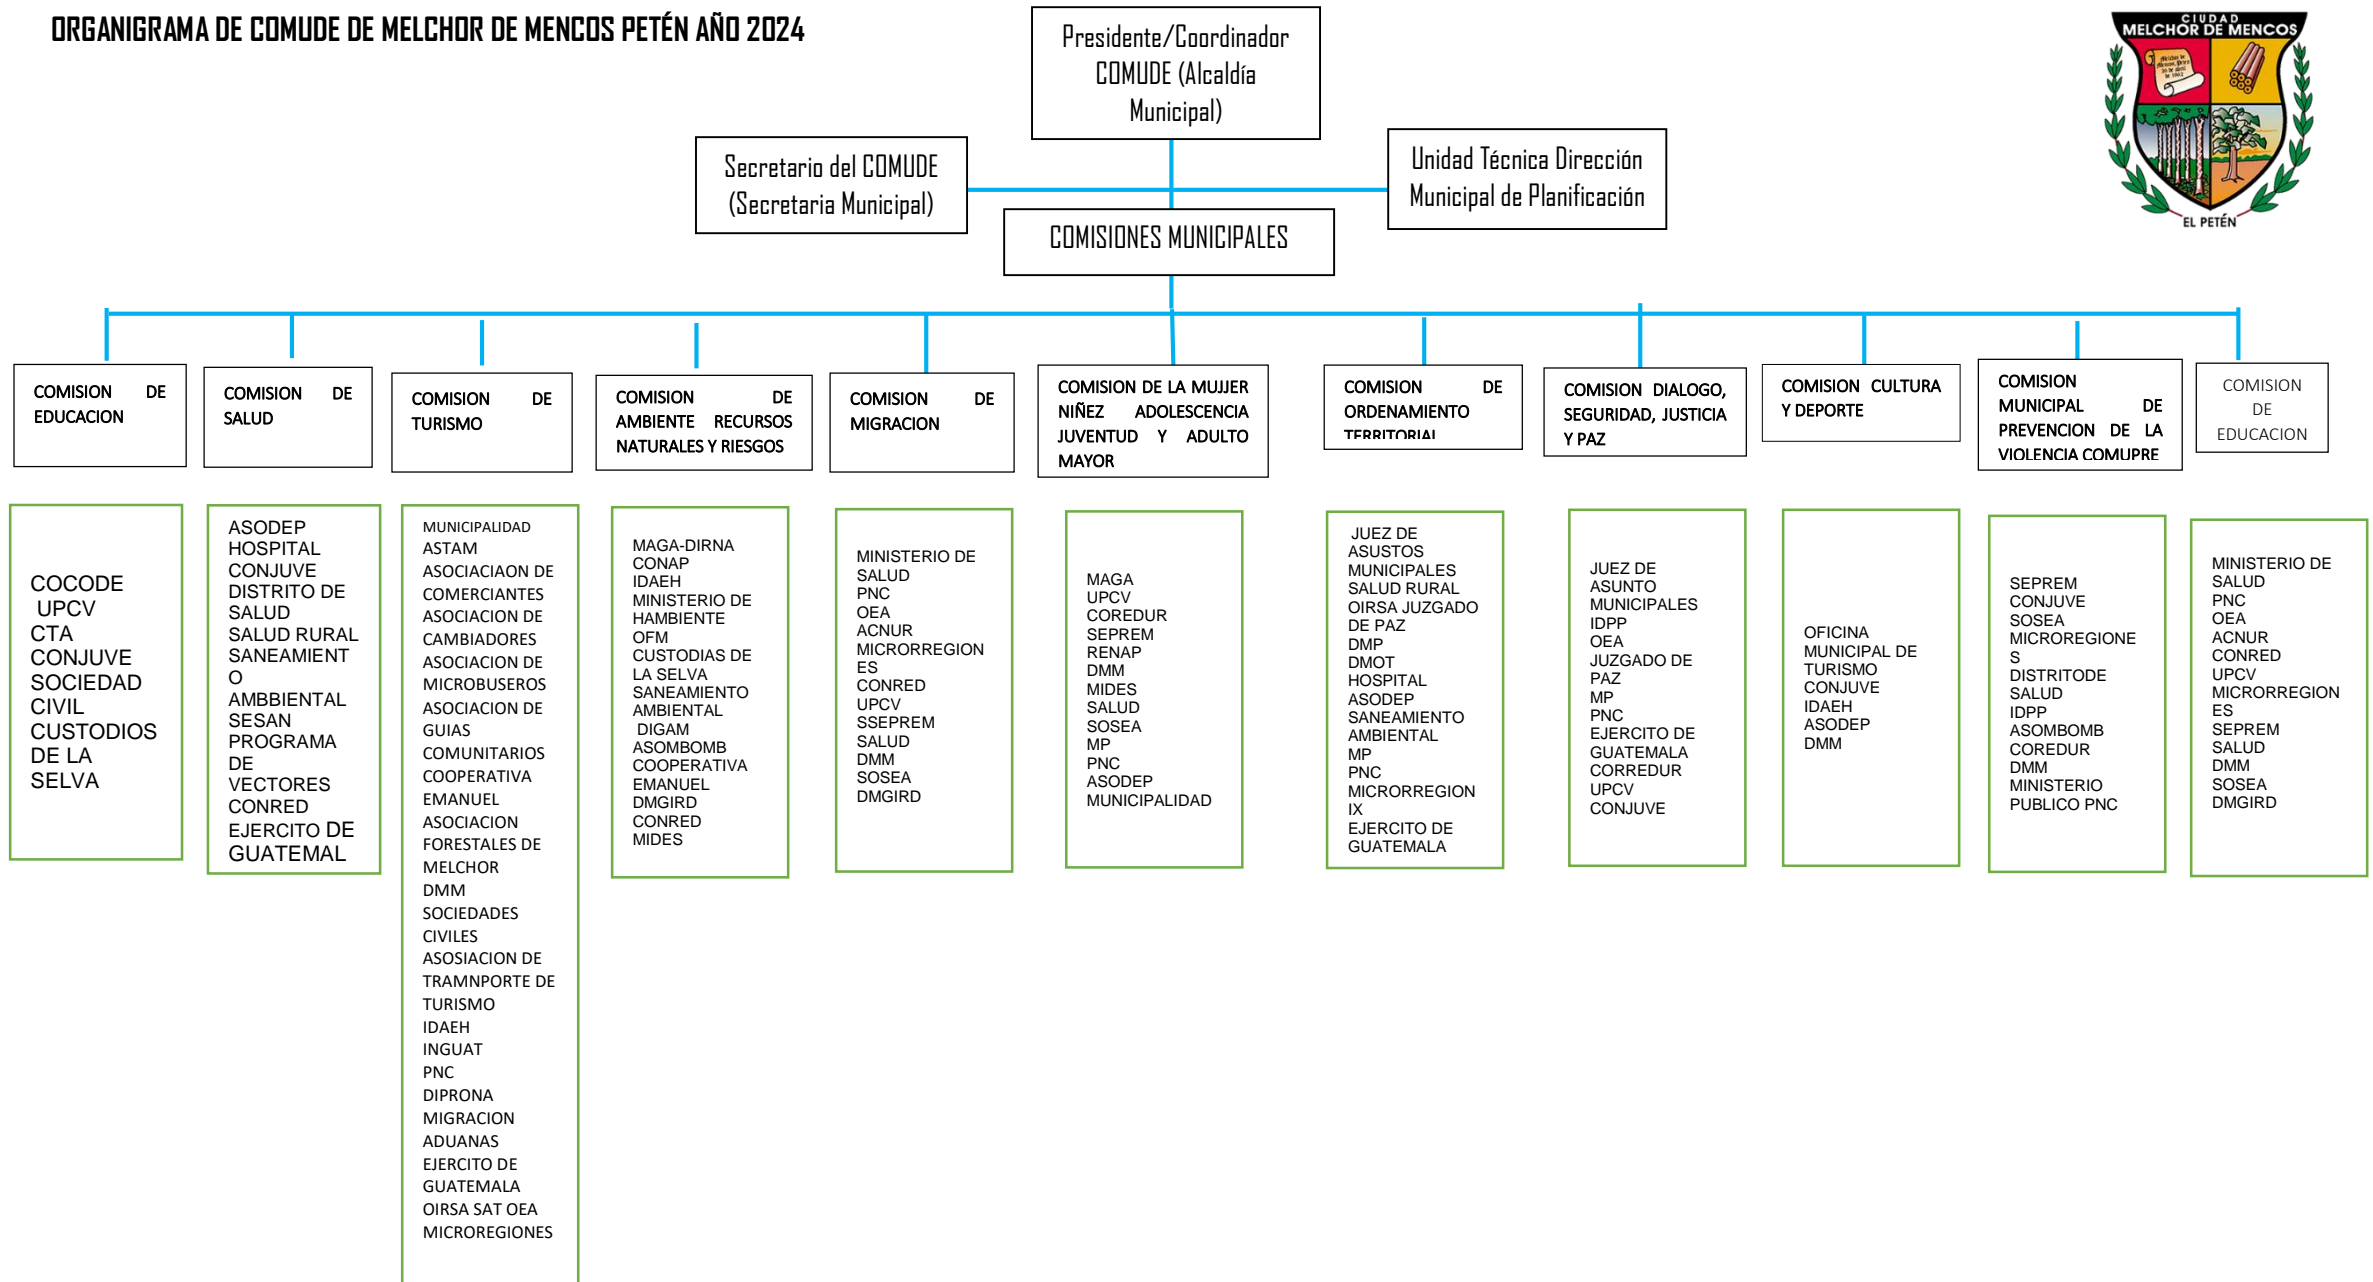 ORGANIGRAMA DE COMUDE DE MELCHOR DE MENCOS PETÉN AÑO 2024
Presidente/Coordinador
COMUDE (Alcaldía
Municipal)
CIUDAD
MELCHOR DE MENCOS
Melchor de
Mencos, Petén
EL PETÉN
Secretario del COMUDE
(Secretaria Municipal)
Unidad Técnica Dirección
Municipal de Planificación
COMISIONES MUNICIPALES
COMISION DE
EDUCACION
COMISION DE
SALUD
COMISION DE
TURISMO
COMISION DE
AMBIENTE RECURSOS
NATURALES Y RIESGOS
COMISION DE
MIGRACION
COMISION DE LA MUJJER
NIÑEZ ADOLESCENCIA
JUVENTUD Y ADULTO
MAYOR
COMISION DE
ORDENAMIENTO
TERRITORIAL
COMISION DIALOGO,
SEGURIDAD, JUSTICIA
Y PAZ
COMISION CULTURA
Y DEPORTE
COMISION
MUNICIPAL DE
PREVENCION DE LA
VIOLENCIA COMUPRE
COMISION
DE
EDUCACION
COCODE
UPCV
CTA
CONJUVE
SOCIEDAD
CIVIL
CUSTODIOS
DE LA
SELVA
ASODEP
HOSPITAL
CONJUVE
DISTRITO DE
SALUD
SALUD RURAL
SANEAMIENT
O
AMBBIENTAL
SESAN
PROGRAMA
DE
VECTORES
CONRED
EJERCITO DE
GUATEMAL
MUNICIPALIDAD
ASTAM
ASOCIACIAON DE
COMERCIANTES
ASOCIACION DE
CAMBIADORES
ASOCIACION DE
MICROBUSEROS
ASOCIACION DE
GUIAS
COMUNITARIOS
COOPERATIVA
EMANUEL
ASOCIACION
FORESTALES DE
MELCHOR
DMM
SOCIEDADES
CIVILES
ASOSIACION DE
TRAMNPORTE DE
TURISMO
IDAEH
INGUAT
PNC
DIPRONA
MIGRACION
ADUANAS
EJERCITO DE
GUATEMALA
OIRSA SAT OEA
MICROREGIONES
MAGA-DIRNA
CONAP
IDAEH
MINISTERIO DE
HAMBIENTE
OFM
CUSTODIAS DE
LA SELVA
SANEAMIENTO
AMBIENTAL
DIGAM
ASOMBOMB
COOPERATIVA
EMANUEL
DMGIRD
CONRED
MIDES
MINISTERIO DE
SALUD
PNC
OEA
ACNUR
MICRORREGION
ES
CONRED
UPCV
SSEPREM
SALUD
DMM
SOSEA
DMGIRD
MAGA
UPCV
COREDUR
SEPREM
RENAP
DMM
MIDES
SALUD
SOSEA
MP
PNC
ASODEP
MUNICIPALIDAD
JUEZ DE
ASUSTOS
MUNICIPALES
SALUD RURAL
OIRSA JUZGADO
DE PAZ
DMP
DMOT
HOSPITAL
ASODEP
SANEAMIENTO
AMBIENTAL
MP
PNC
MICRORREGION
IX
EJERCITO DE
GUATEMALA
JUEZ DE
ASUNTO
MUNICIPALES
IDPP
OEA
JUZGADO DE
PAZ
MP
PNC
EJERCITO DE
GUATEMALA
CORREDUR
UPCV
CONJUVE
OFICINA
MUNICIPAL DE
TURISMO
CONJUVE
IDAEH
ASODEP
DMM
SEPREM
CONJUVE
SOSEA
MICROREGIONE
S
DISTRITODE
SALUD
IDPP
ASOMBOMB
COREDUR
DMM
MINISTERIO
PUBLICO PNC
MINISTERIO DE
SALUD
PNC
OEA
ACNUR
CONRED
UPCV
MICRORREGION
ES
SEPREM
SALUD
DMM
SOSEA
DMGIRD